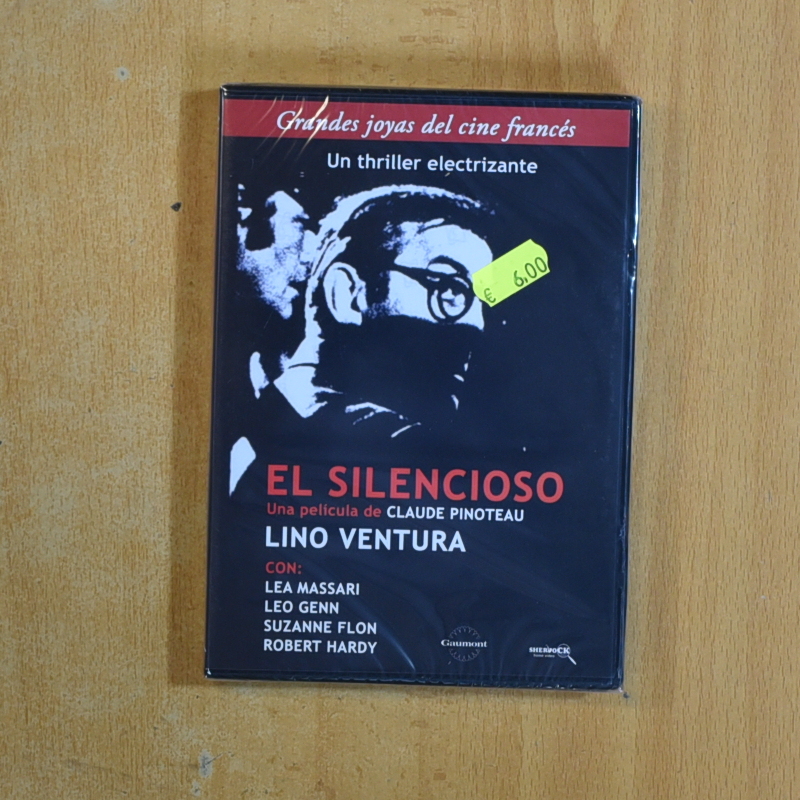 Grandes joyas del cine francés
Un thriller electrizante
€ 6,00
EL SILENCIOSO
Una película de CLAUDE PINOTEAU
LINO VENTURA
CON:
LEA MASSARI
LEO GENN
SUZANNE FLON
ROBERT HARDY
Gaumont
SHERLOCK